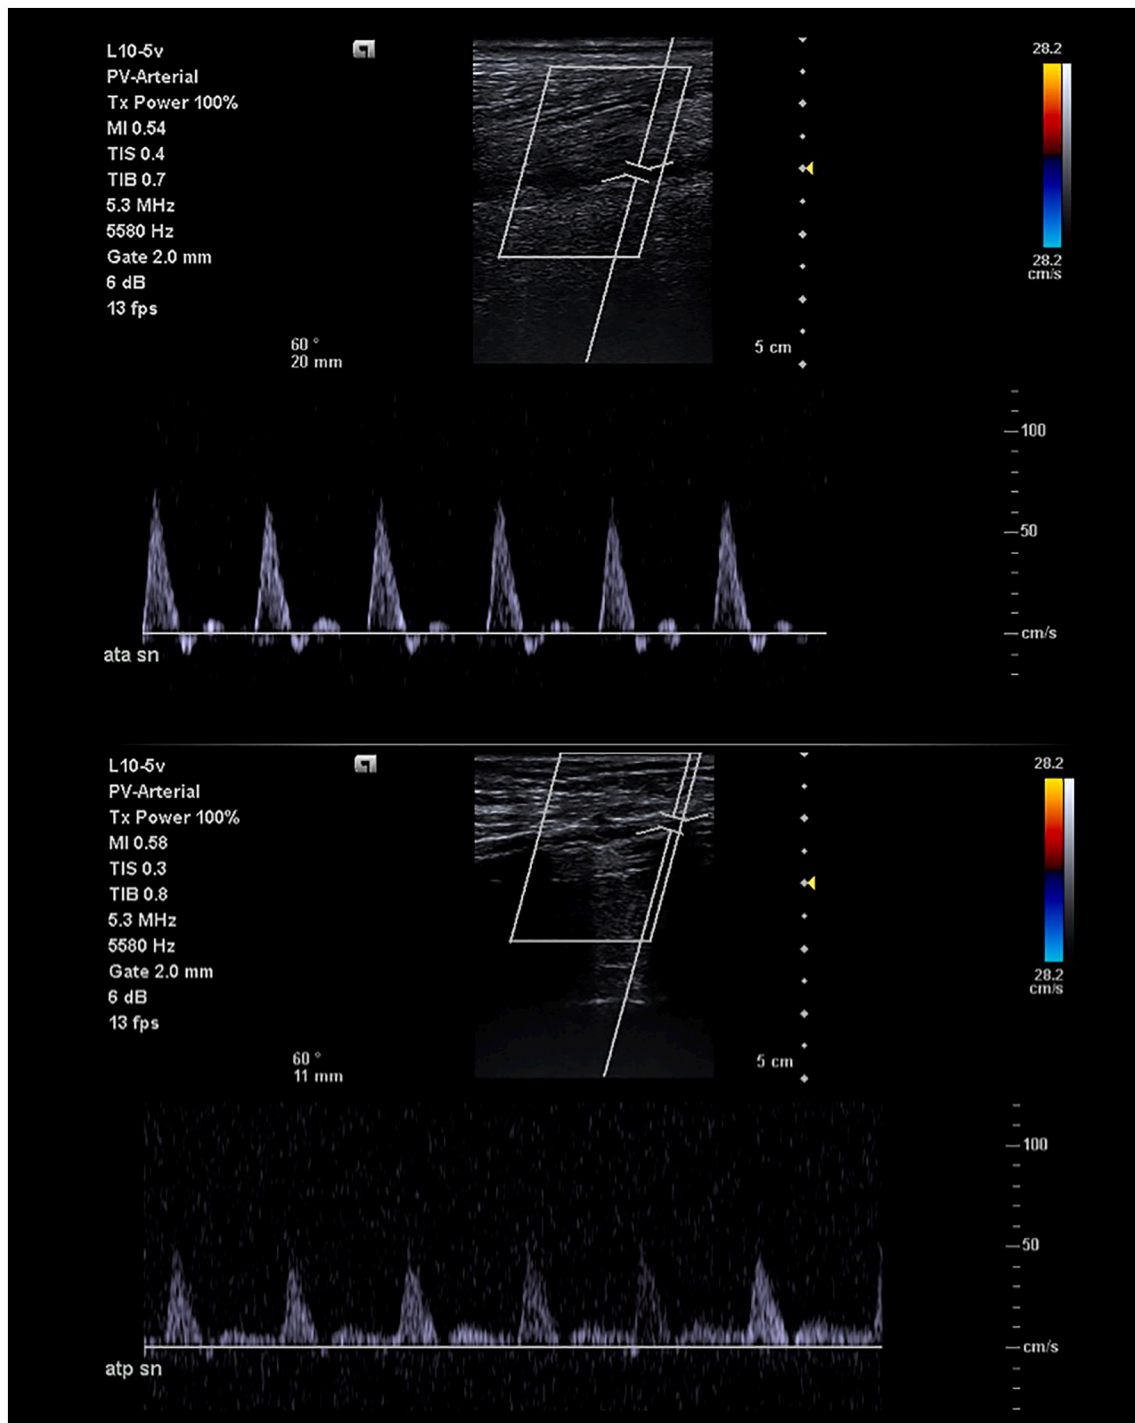 L10-5v
PV-Arterial
Tx Power 100%
MI 0.54
TIS 0.4
TIB 0.7
5.3 MHz
5580 Hz
Gate 2.0 mm
6 dB
13 fps
60 °
20 mm
5 cm
28.2
28.2
cm/s
100
50
cm/s
ata sn
L10-5v
PV-Arterial
Tx Power 100%
MI 0.58
TIS 0.3
TIB 0.8
5.3 MHz
5580 Hz
Gate 2.0 mm
6 dB
13 fps
60 °
11 mm
5 cm
28.2
28.2
cm/s
100
50
cm/s
atp sn